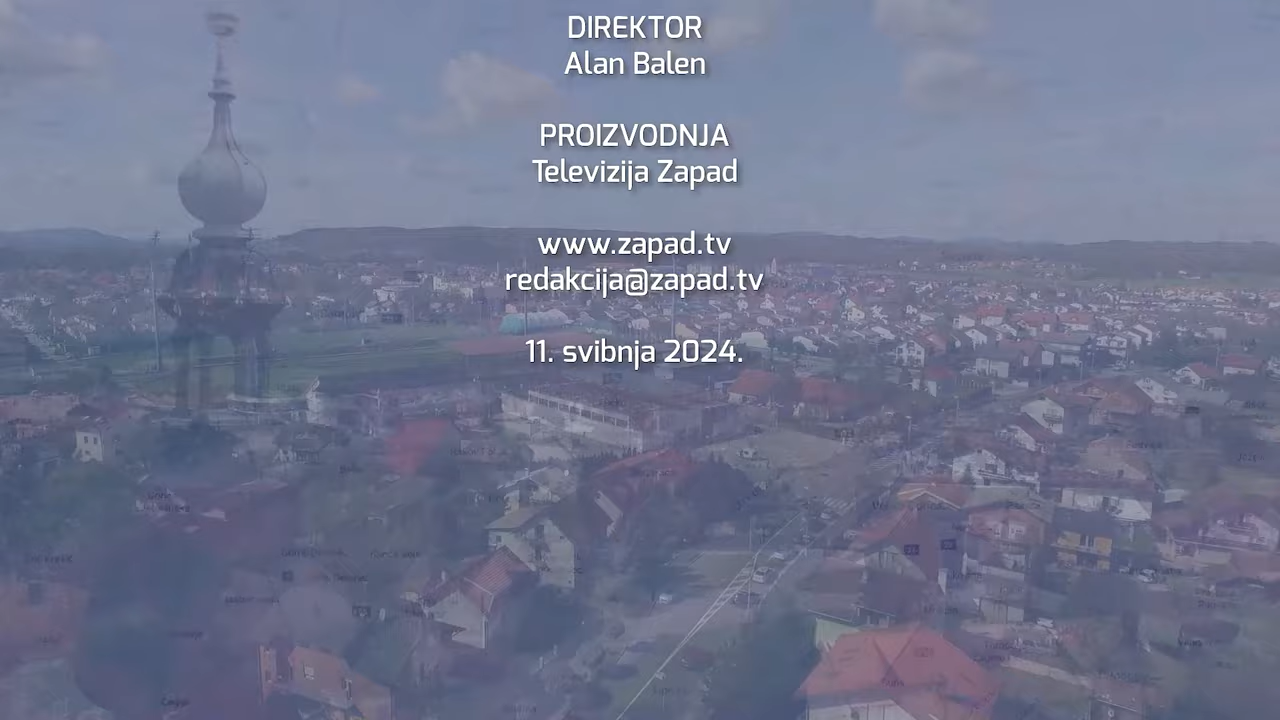 DIREKTOR
Alan Balen
PROIZVODNJA
Televizija Zapad
www.zapad.tv
redakcija@zapad.tv
11. svibnja 2024.